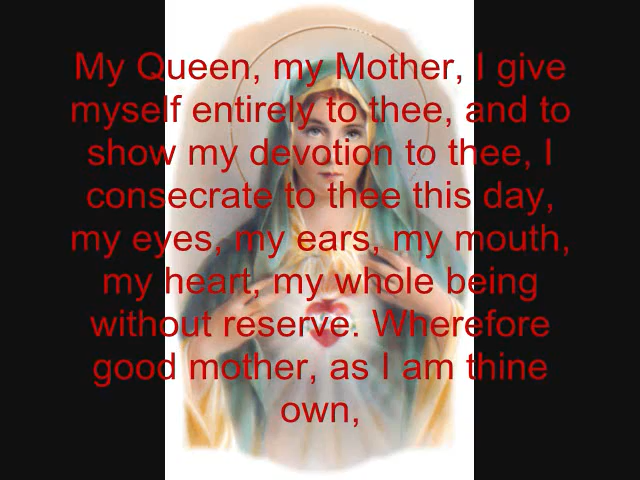 My Queen, my Mother, I give
myself entirely to thee, and to
show my devotion to thee, I
consecrate to thee this day,
my eyes, my ears, my mouth,
my heart, my whole being
without reserve. Wherefore
good mother, as I am thine
own,